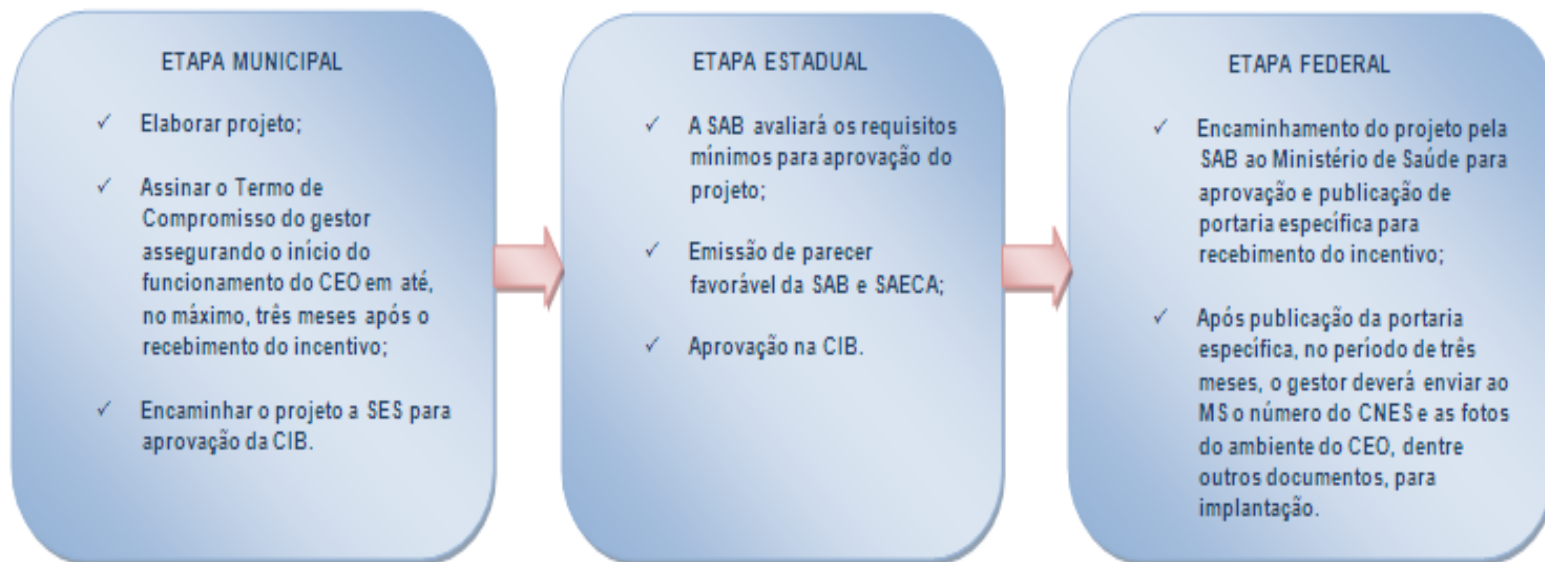 ETAPA MUNICIPAL
✓ Elaborar projeto;
✓ Assinar o Termo de
Compromisso do gestor
assegurando o início do
funcionamento do CEO em até,
no máximo, três meses após o
recebimento do incentivo;
✓ Encaminhar o projeto a SES para
aprovação da CIB.
ETAPA ESTADUAL
✓ A SAB avaliará os requisitos
mínimos para aprovação do
projeto;
✓ Emissão de parecer
favorável da SAB e SAECA;
✓ Aprovação na CIB.
ETAPA FEDERAL
✓ Encaminhamento do projeto pela
SAB ao Ministério de Saúde para
aprovação e publicação de
portaria específica para
recebimento do incentivo;
✓ Após publicação da portaria
específica, no período de três
meses, o gestor deverá enviar ao
MS o número do CNES e as fotos
do ambiente do CEO, dentre
outros documentos, para
implantação.